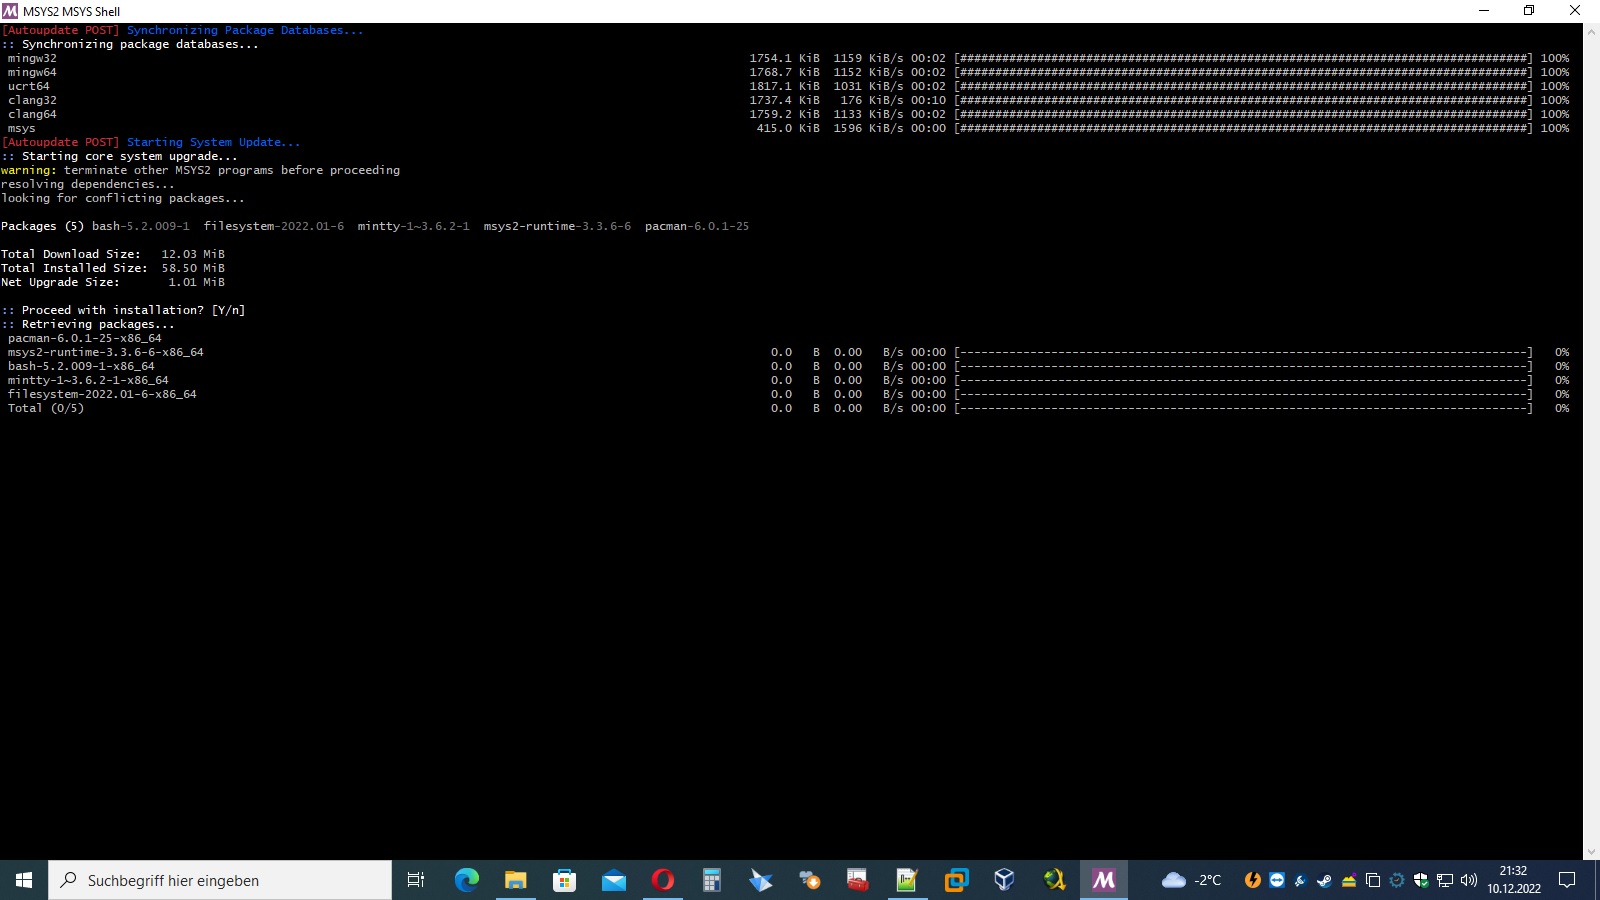 MSYS2 MSYS Shell
[Autoupdate POST] Synchronizing Package Databases...
:: Synchronizing package databases...
mingw32 1754.1 KiB 1159 KiB/s 00:02 [#################################################################################] 100%
mingw64 1768.7 KiB 1152 KiB/s 00:02 [#################################################################################] 100%
ucrt64 1817.1 KiB 1031 KiB/s 00:02 [#################################################################################] 100%
clang32 1737.4 KiB 176 KiB/s 00:10 [#################################################################################] 100%
clang64 1759.2 KiB 1133 KiB/s 00:02 [#################################################################################] 100%
msys 415.0 KiB 1596 KiB/s 00:00 [#################################################################################] 100%
[Autoupdate POST] Starting System Update...
:: Starting core system upgrade...
warning: terminate other MSYS2 programs before proceeding
resolving dependencies...
looking for conflicting packages...
Packages (5) bash-5.2.009-1 filesystem-2022.01-6 mintty-1~3.6.2-1 msys2-runtime-3.3.6-6 pacman-6.0.1-25
Total Download Size: 12.03 MiB
Total Installed Size: 58.50 MiB
Net Upgrade Size: 1.01 MiB
:: Proceed with installation? [Y/n]
:: Retrieving packages...
pacman-6.0.1-25-x86_64
msys2-runtime-3.3.6-6-x86_64 0.0 B 0.00 B/s 00:00 [---------------------------------------------------------------------------------] 0%
bash-5.2.009-1-x86_64 0.0 B 0.00 B/s 00:00 [---------------------------------------------------------------------------------] 0%
mintty-1~3.6.2-1-x86_64 0.0 B 0.00 B/s 00:00 [---------------------------------------------------------------------------------] 0%
filesystem-2022.01-6-x86_64 0.0 B 0.00 B/s 00:00 [---------------------------------------------------------------------------------] 0%
Total (0/5) 0.0 B 0.00 B/s 00:00 [---------------------------------------------------------------------------------] 0%
Suchbegriff hier eingeben
-2°C
21:32
10.12.2022